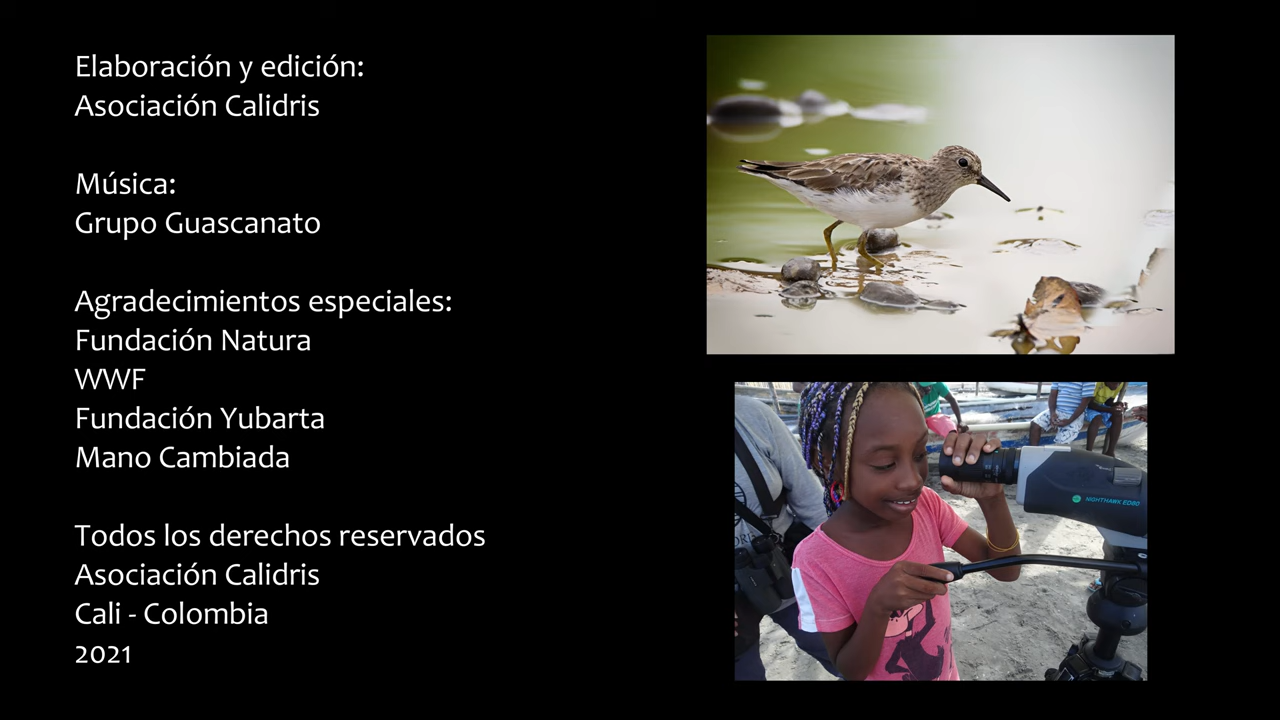 Elaboración y edición:
Asociación Calidris
Música:
Grupo Guascanato
Agradecimientos especiales:
Fundación Natura
WWF
Fundación Yubarta
Mano Cambiada
Todos los derechos reservados
Asociación Calidris
Cali - Colombia
2021
NIGHTHAWK ED80